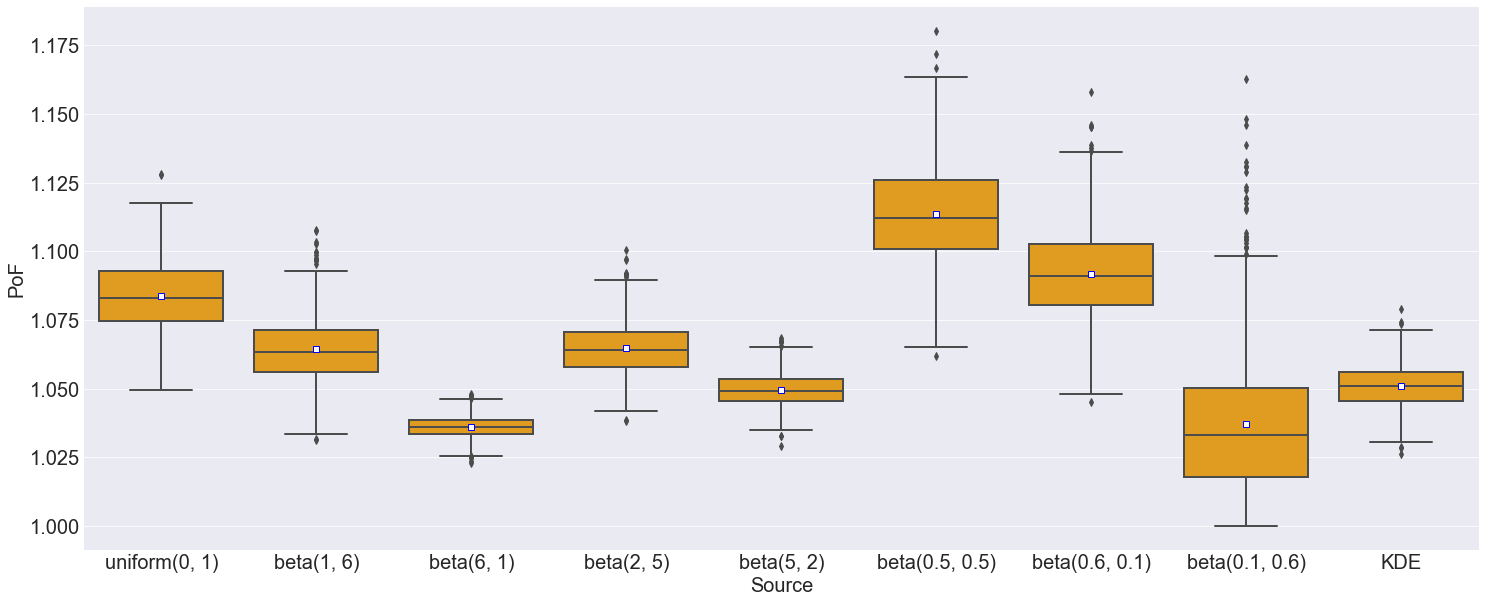 PoF
1.175
1.150
1.125
1.100
1.075
1.050
1.025
1.000
uniform(0, 1) beta(1, 6) beta(6, 1) beta(2, 5) beta(5, 2) beta(0.5, 0.5) beta(0.6, 0.1) beta(0.1, 0.6) KDE
Source